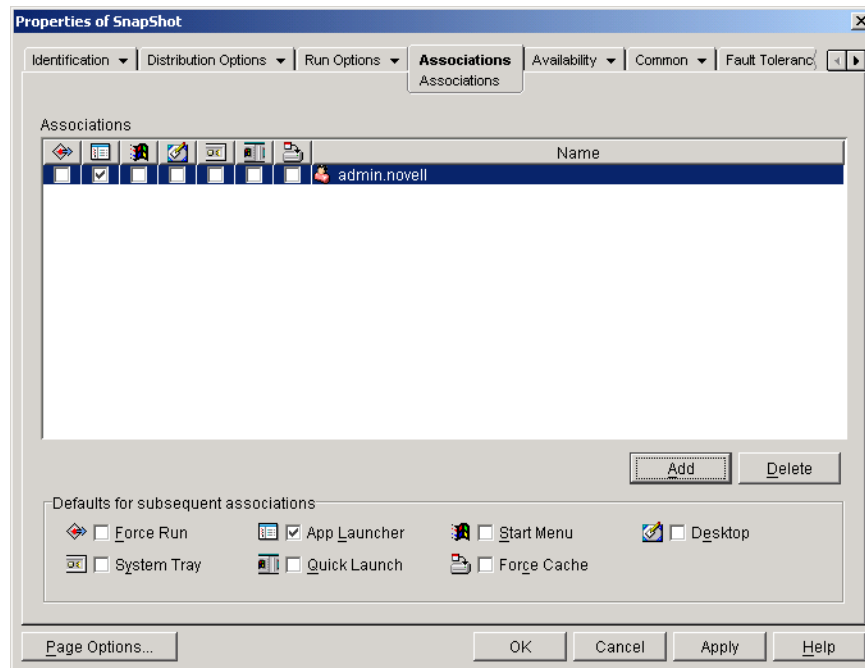 Properties of SnapShot
Identification Distribution Options Run Options Associations Availability Common Fault Toleranc
Associations
Associations
Name
admin.novell
Add Delete
Defaults for subsequent associations
Force Run App Launcher Start Menu Desktop
System Tray Quick Launch Force Cache
Page Options... OK Cancel Apply Help